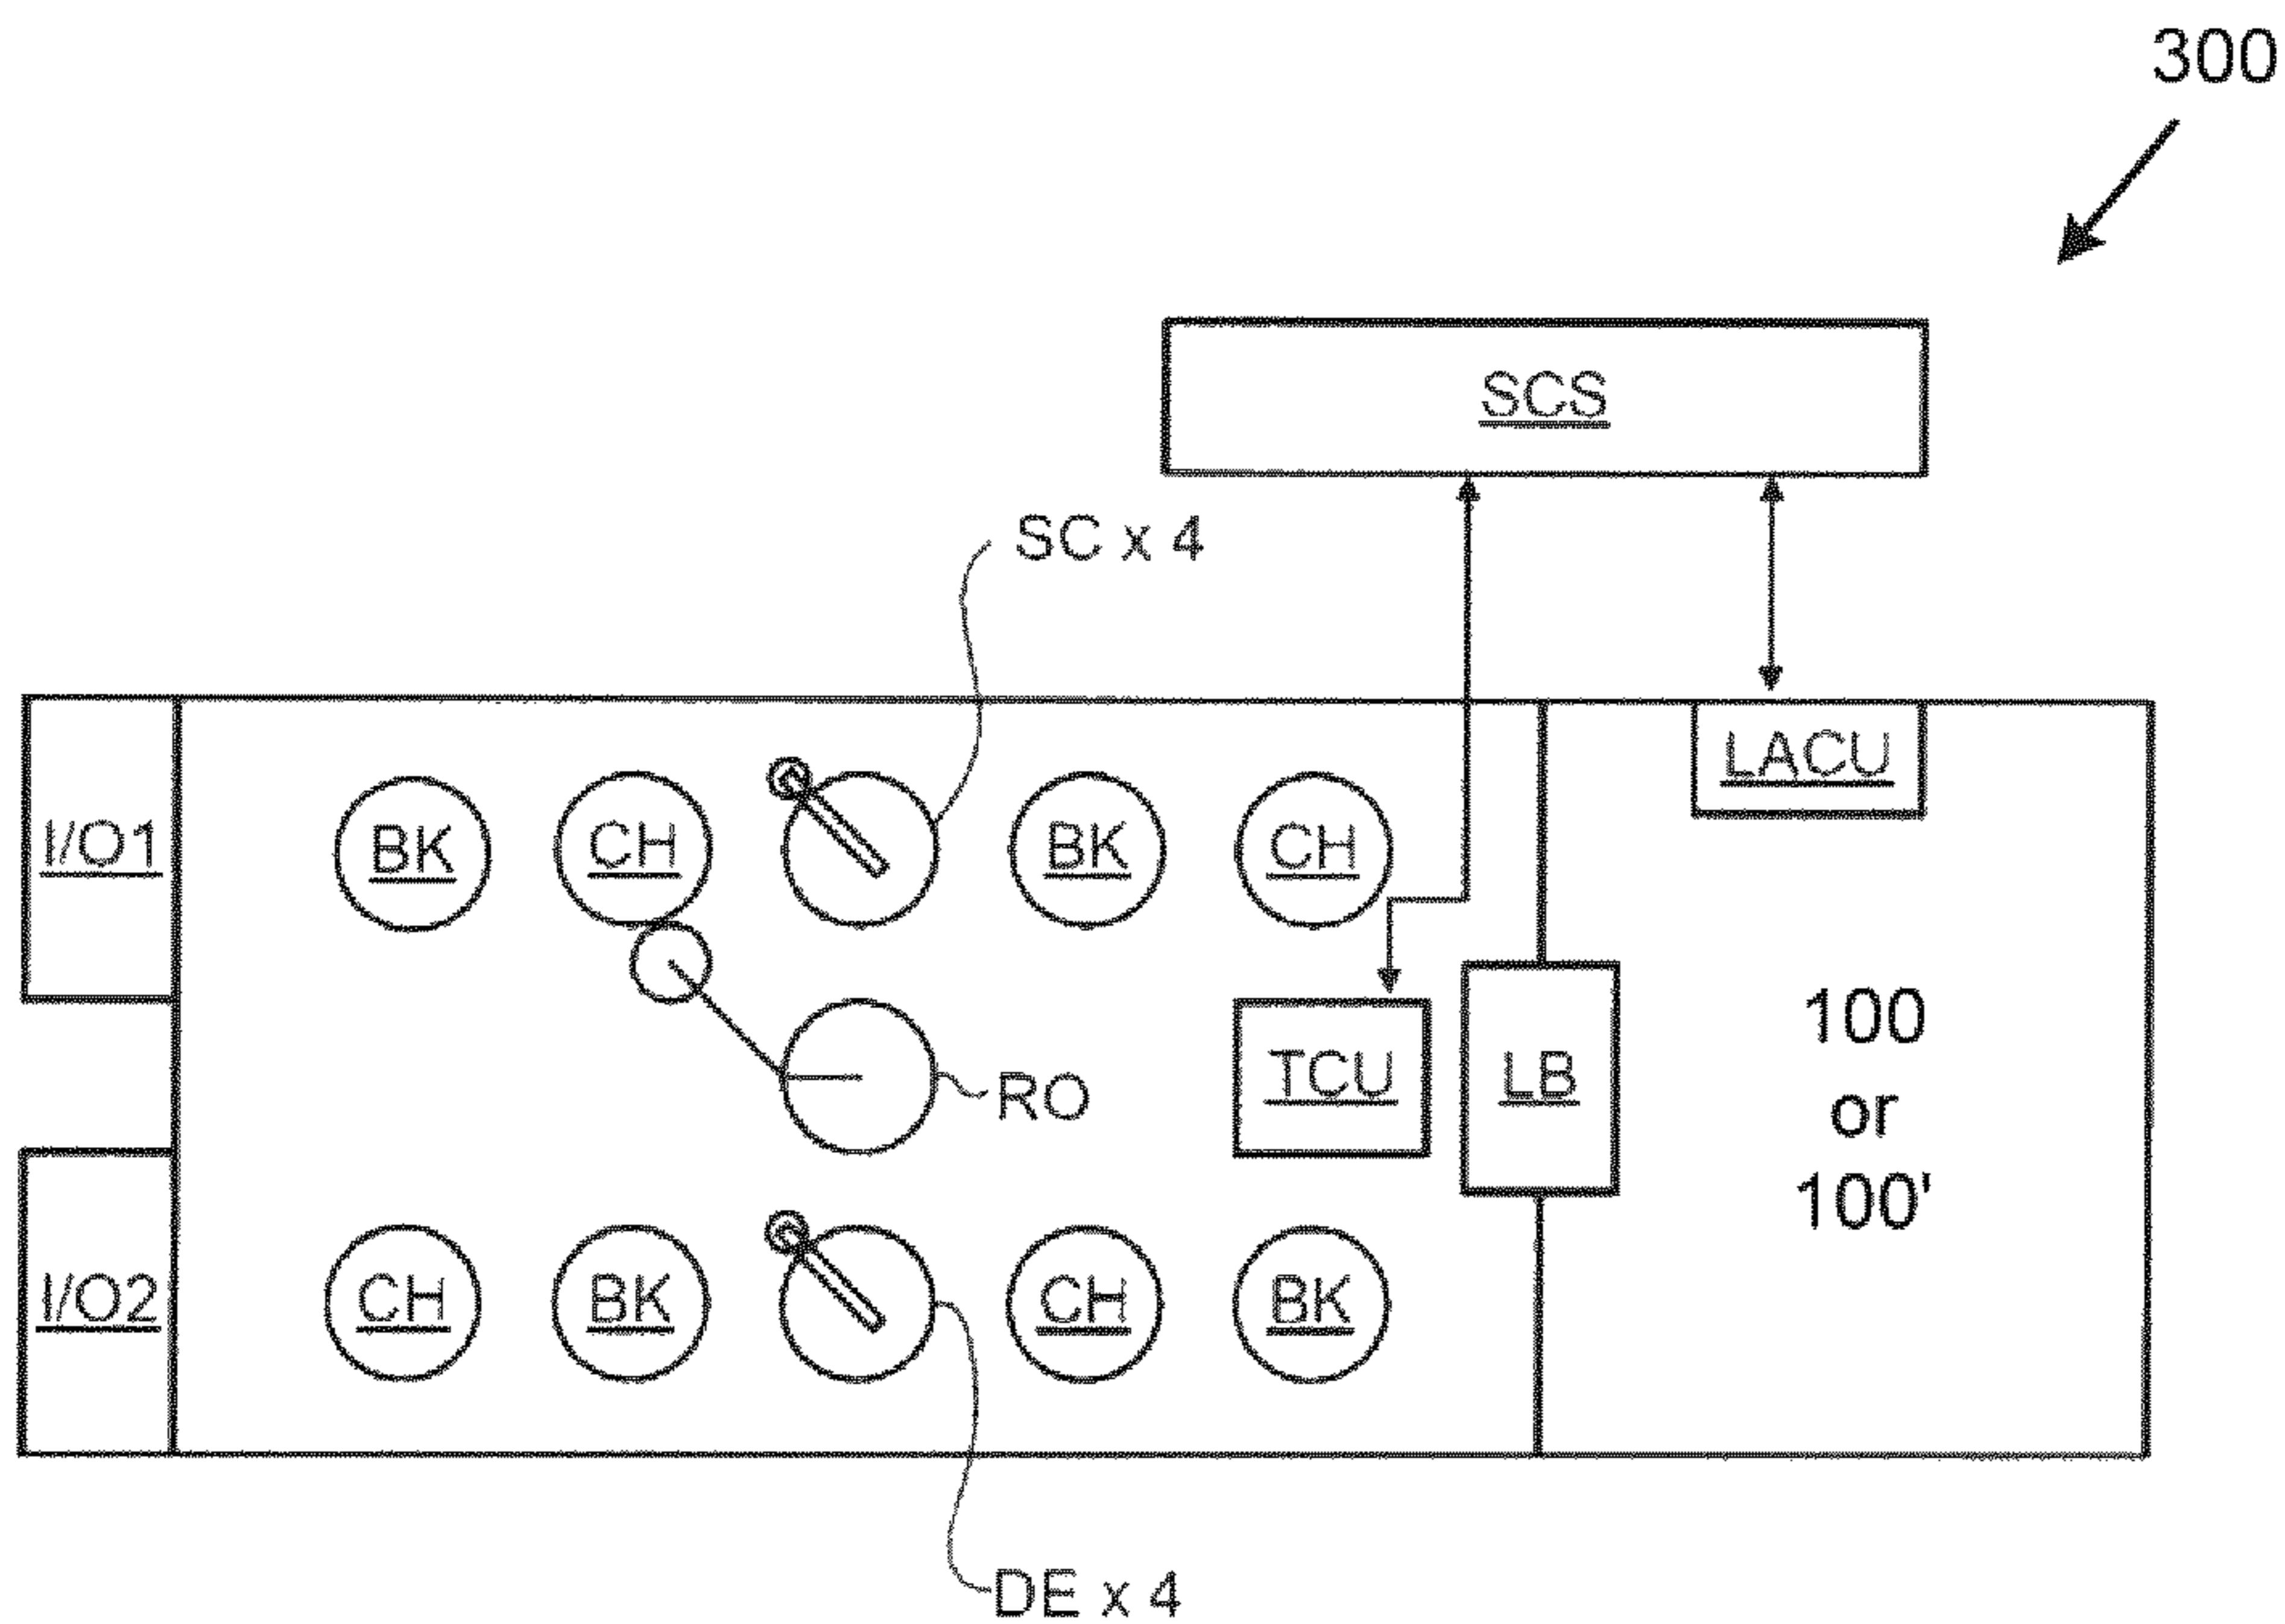 300
SCS
SC x 4
LACU
I/O1
BK
CH
BK
CH
100
or
100'
TCU
LB
RO
I/O2
CH
BK
CH
BK
DE x 4